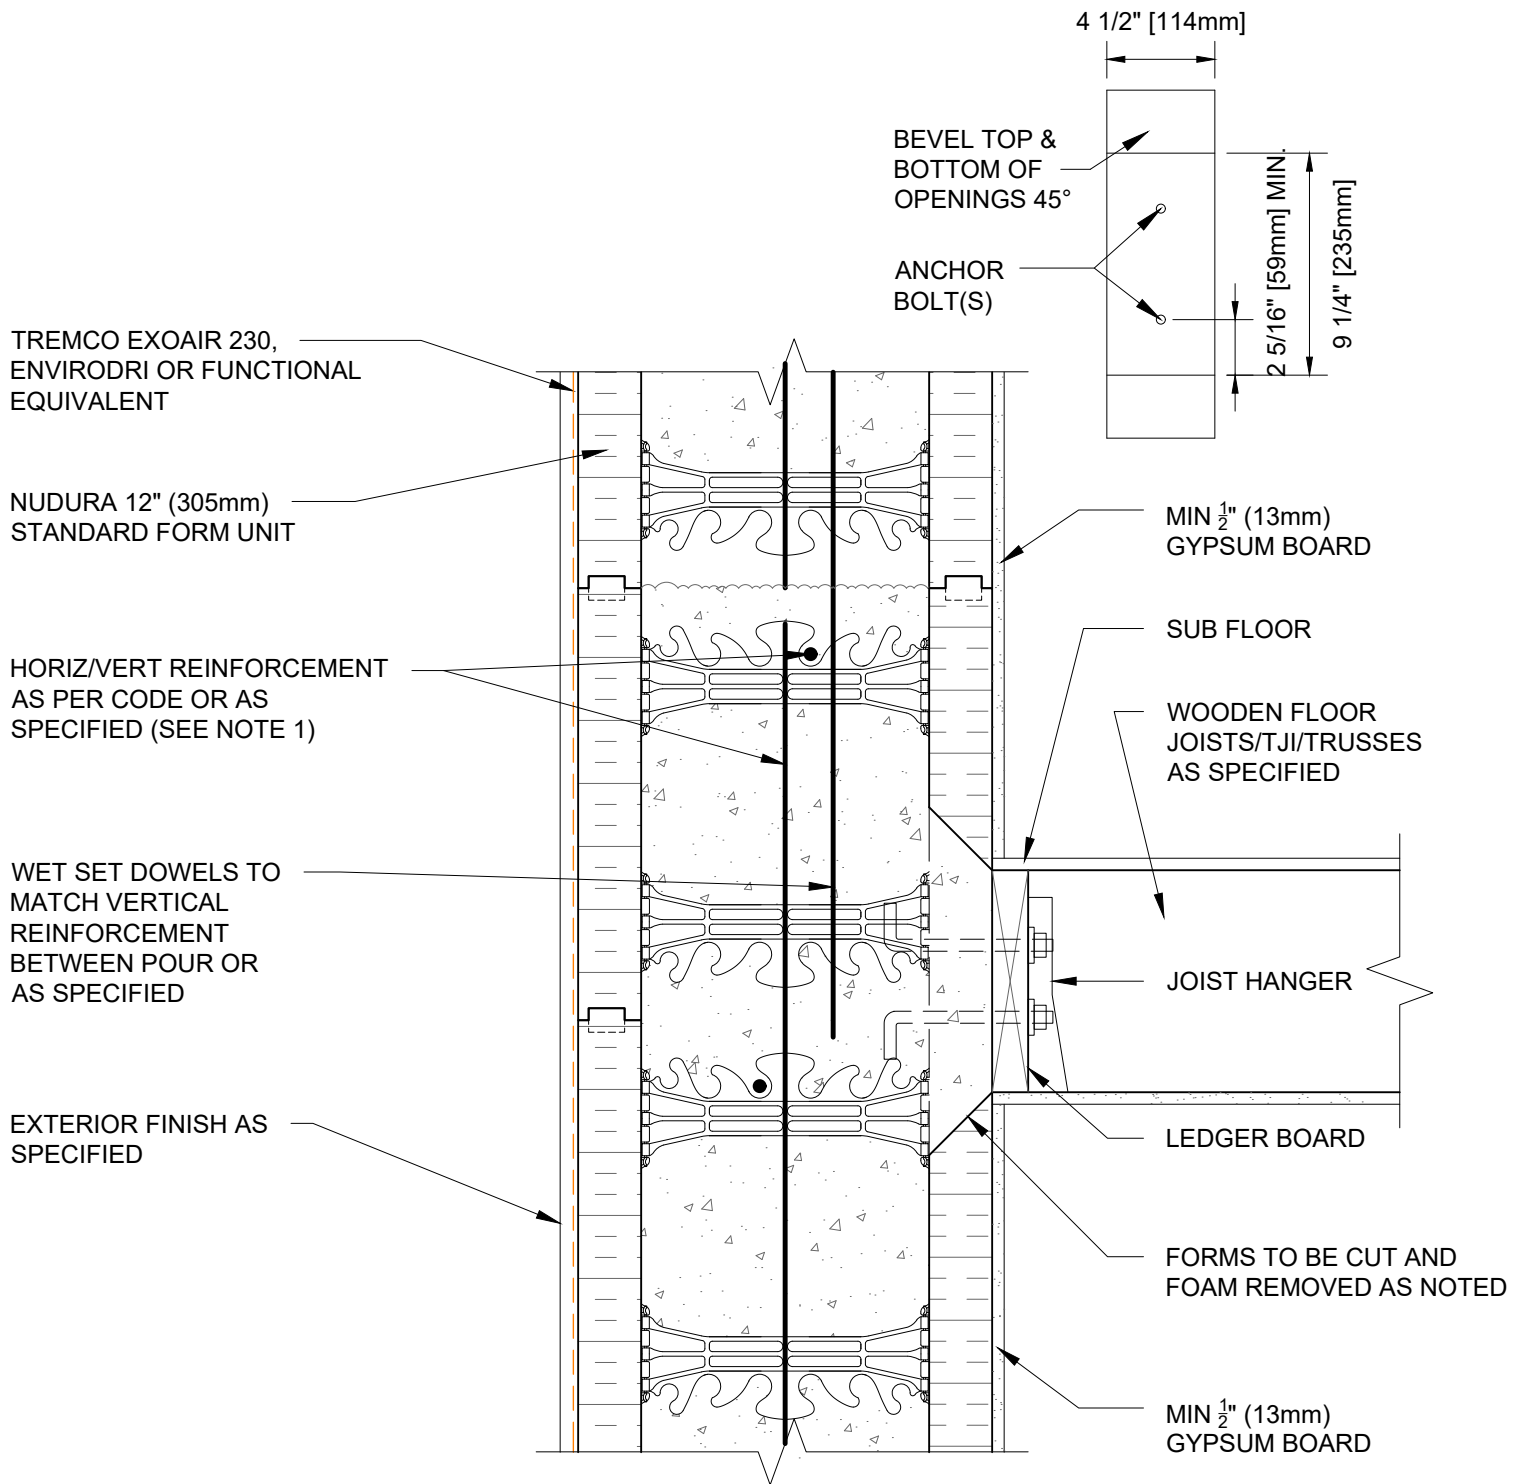 4 1/2" [114mm]
BEVEL TOP &
BOTTOM OF
OPENINGS 45°
ANCHOR
BOLT(S)
2 5/16" [59mm] MIN.
9 1/4" [235mm]
TREMCO EXOAIR 230,
ENVIRODRI OR FUNCTIONAL
EQUIVALENT
NUDURA 12" (305mm)
STANDARD FORM UNIT
HORIZ/VERT REINFORCEMENT
AS PER CODE OR AS
SPECIFIED (SEE NOTE 1)
WET SET DOWELS TO
MATCH VERTICAL
REINFORCEMENT
BETWEEN POUR OR
AS SPECIFIED
EXTERIOR FINISH AS
SPECIFIED
MIN 1/2" (13mm)
GYPSUM BOARD
SUB FLOOR
WOODEN FLOOR
JOISTS/TJI/TRUSSES
AS SPECIFIED
JOIST HANGER
LEDGER BOARD
FORMS TO BE CUT AND
FOAM REMOVED AS NOTED
MIN 1/2" (13mm)
GYPSUM BOARD